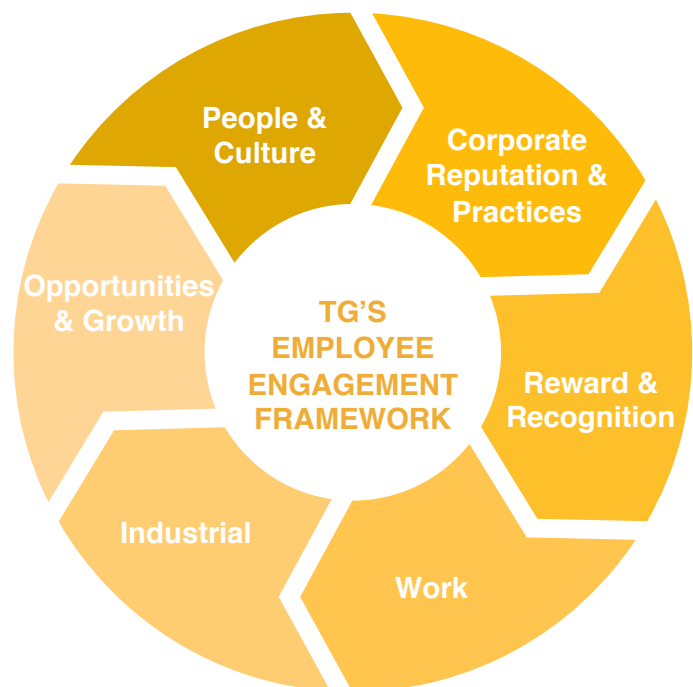 People &
Culture
Corporate
Reputation &
Practices
Opportunities
& Growth
TG’S
EMPLOYEE
ENGAGEMENT
FRAMEWORK
Reward &
Recognition
Industrial
Work